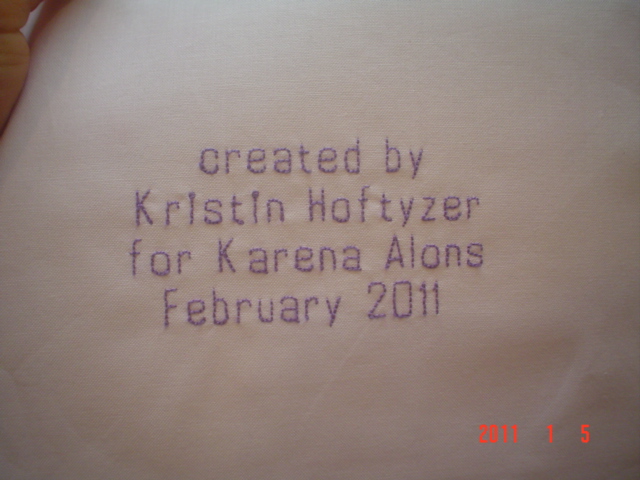 created by
Kristin Hoftyzer
for Karena Alons
February 2011
2011 1 5